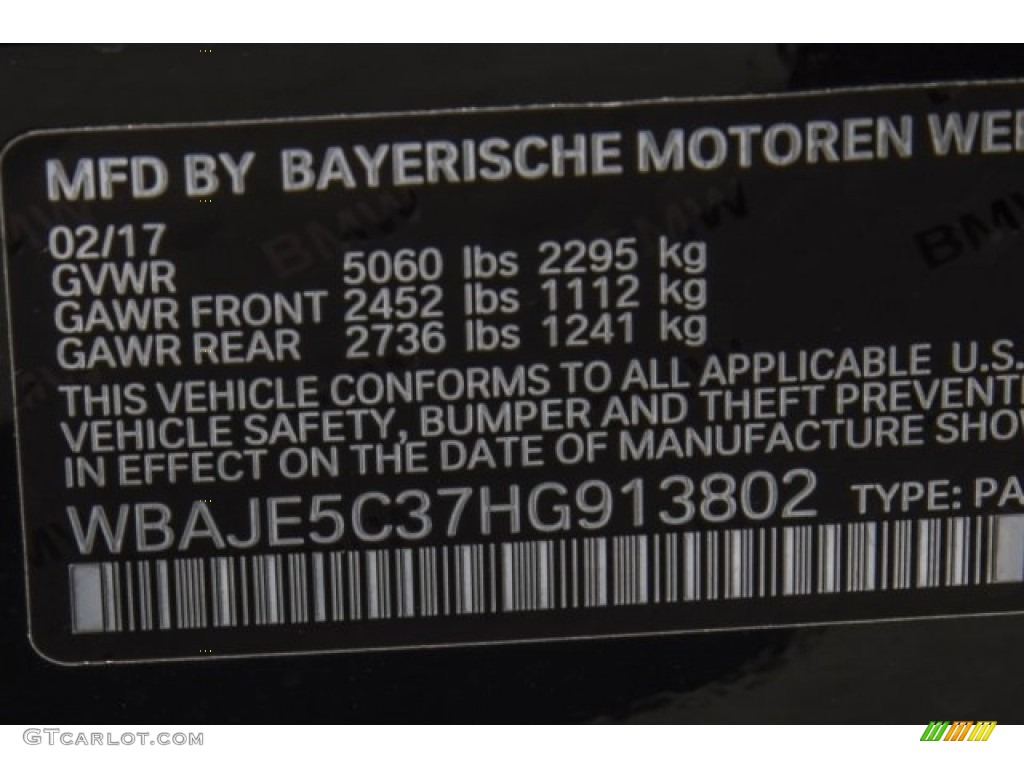 MFD BY BAYERISCHE MOTOREN WE
02/17
GVWR 5060 lbs 2295 kg
GAWR FRONT 2452 lbs 1112 kg
GAWR REAR 2736 lbs 1241 kg
THIS VEHICLE CONFORMS TO ALL APPLICABLE U.S.
VEHICLE SAFETY, BUMPER AND THEFT PREVENTI
IN EFFECT ON THE DATE OF MANUFACTURE SHO
WBAJE5C37HG913802 TYPE: PA
GTCARLOT.COM